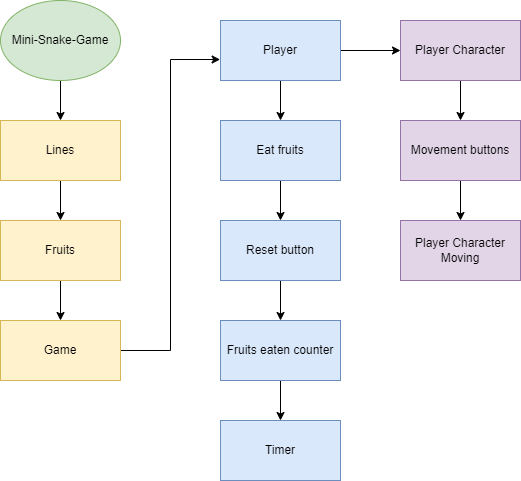 Mini-Snake-Game
Lines
Fruits
Game
Player
Eat fruits
Reset button
Fruits eaten counter
Timer
Player Character
Movement buttons
Player Character
Moving